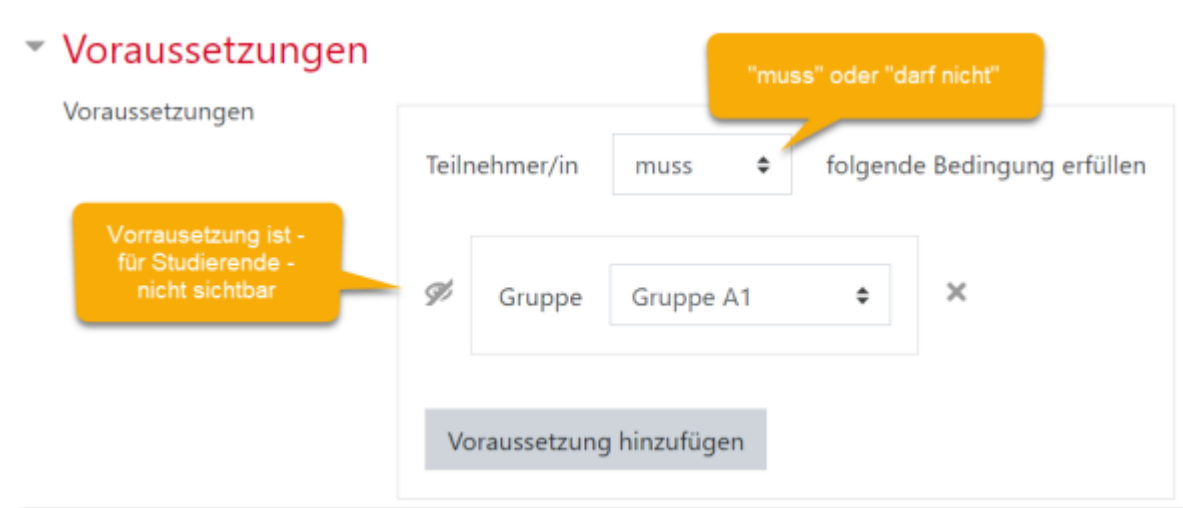 Voraussetzungen
"muss" oder "darf nicht"
Voraussetzungen
Teilnehmer/in muss folgende Bedingung erfüllen
Vorrausetzung ist -
für Studierende -
nicht sichtbar
Gruppe Gruppe A1
Voraussetzung hinzufügen